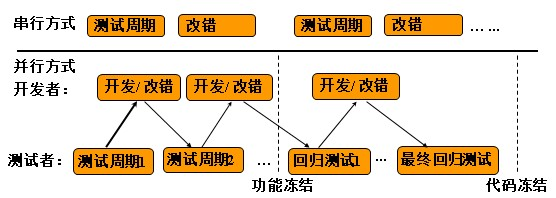 串行方式 测试周期 改错 测试周期 改错 ... ...
并行方式
开发者： 开发/改错 开发/改错 开发/改错
测试者： 测试周期1 测试周期2 ... 回归测试1 ... 最终回归测试
功能冻结 代码冻结